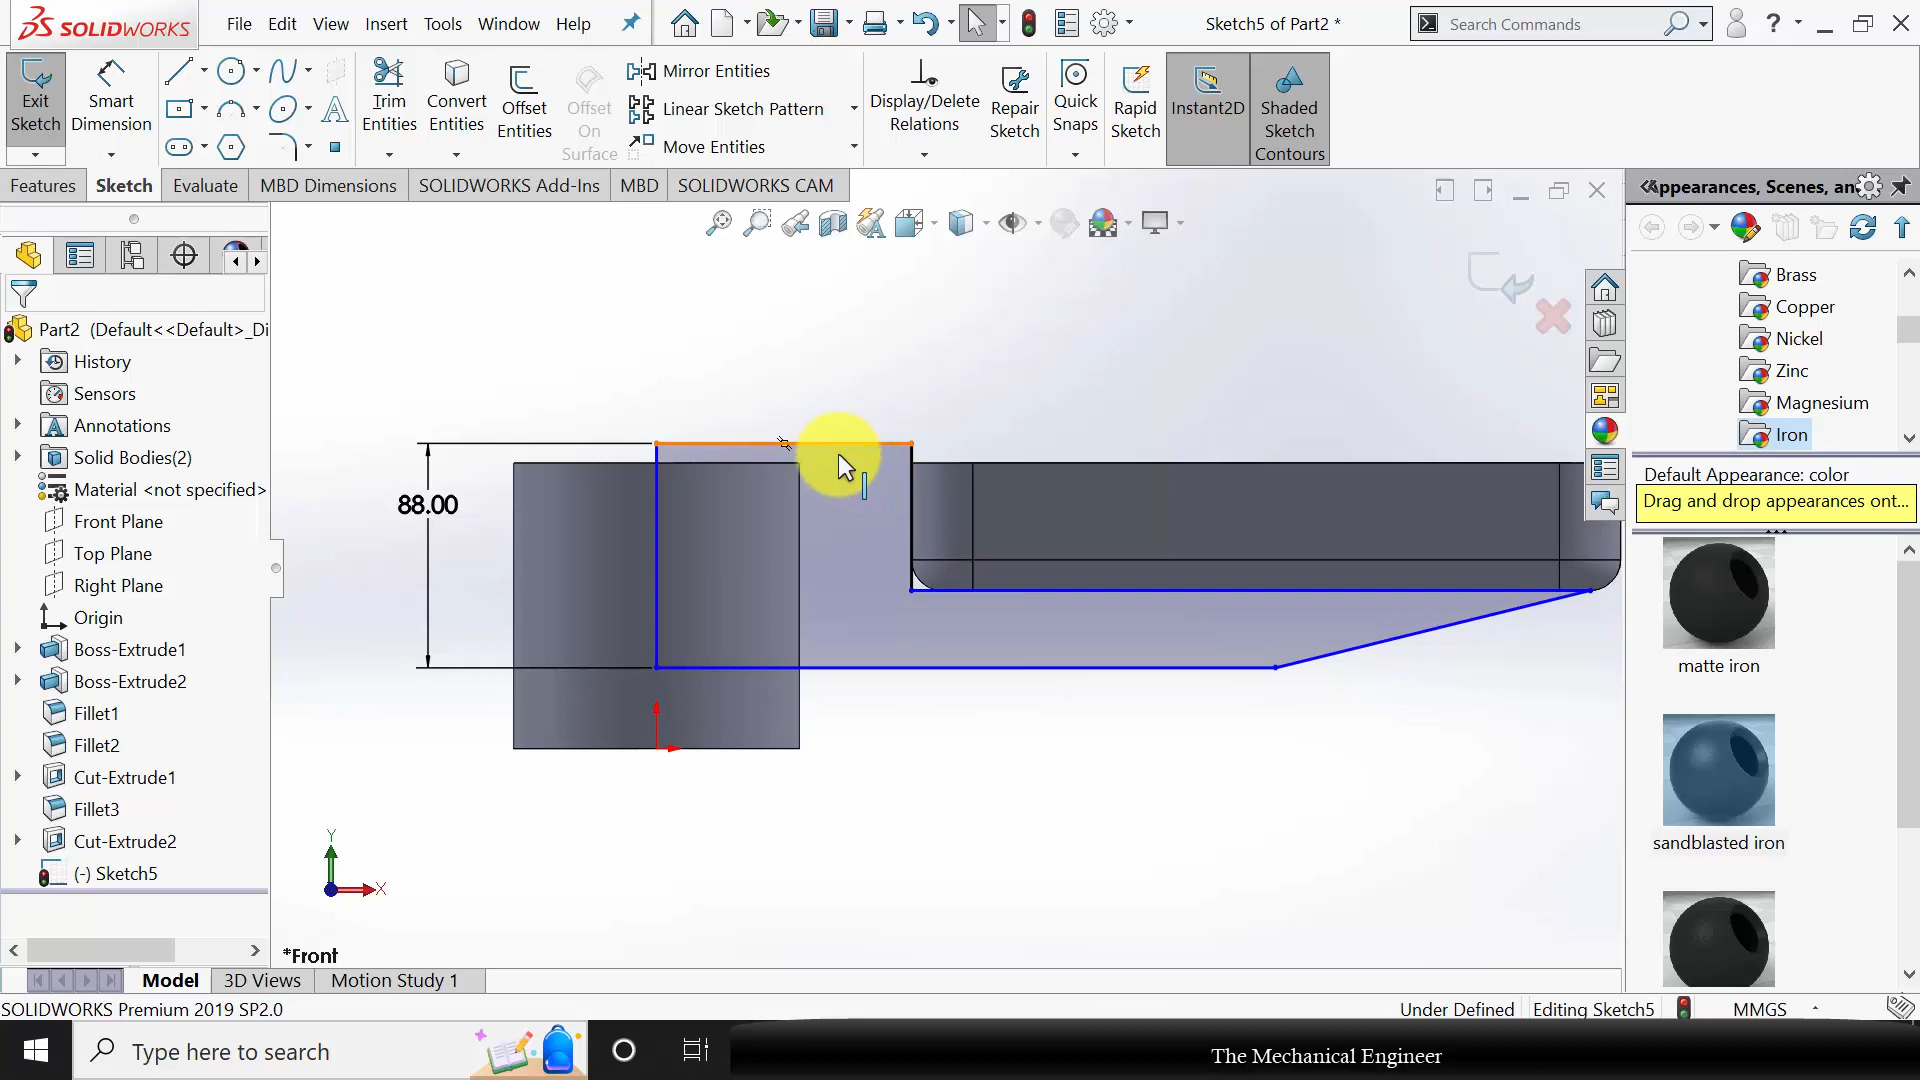 SOLIDWORKS
File Edit View Insert Tools Window Help
Sketch5 of Part2 *
Search Commands
Exit Sketch
Smart Dimension
Trim Entities
Convert Entities
Offset Entities
Offset On Surface
Mirror Entities
Linear Sketch Pattern
Move Entities
Display/Delete Relations
Repair Sketch
Quick Snaps
Rapid Sketch
Instant2D
Shaded Sketch Contours
Features Sketch Evaluate MBD Dimensions SOLIDWORKS Add-Ins MBD SOLIDWORKS CAM
Appearances, Scenes, an
Part2 (Default<<Default>_Di
History
Sensors
Annotations
Solid Bodies(2)
Material <not specified>
Front Plane
Top Plane
Right Plane
Origin
Boss-Extrude1
Boss-Extrude2
Fillet1
Fillet2
Cut-Extrude1
Fillet3
Cut-Extrude2
(-) Sketch5
88.00
Y
X
*Front
Brass
Copper
Nickel
Zinc
Magnesium
Iron
Default Appearance: color
Drag and drop appearances ont...
matte iron
sandblasted iron
Model 3D Views Motion Study 1
SOLIDWORKS Premium 2019 SP2.0
Under Defined Editing Sketch5 MMGS
Type here to search
The Mechanical Engineer